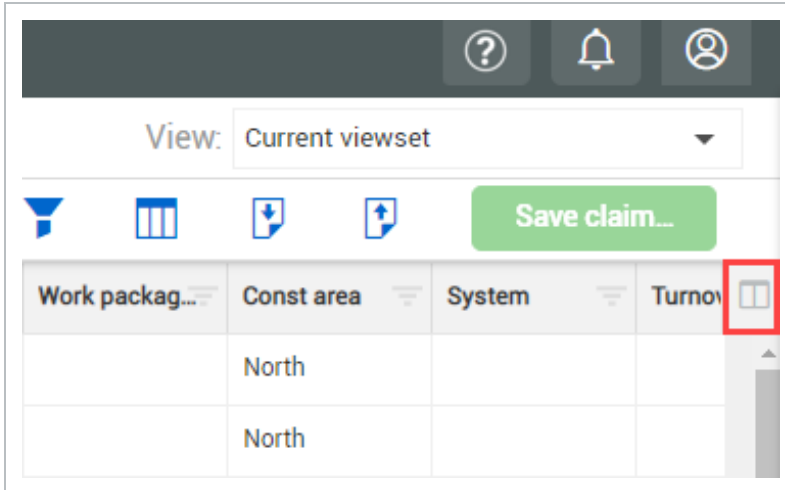 View: Current viewset
Save claim...
Work packag... Const area System Turnov
North
North